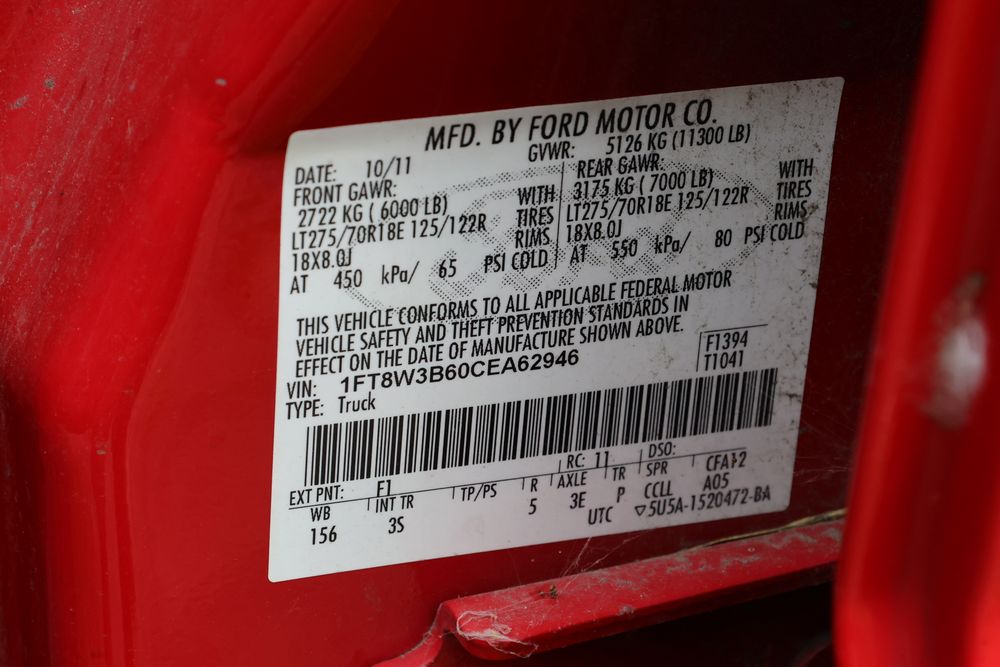 MFD. BY FORD MOTOR CO.
DATE: 10/11 GVWR: 5126 KG (11300 LB)
FRONT GAWR: REAR GAWR:
2722 KG ( 6000 LB) WITH 3175 KG ( 7000 LB) WITH
LT275/70R18E 125/122R TIRES LT275/70R18E 125/122R TIRES
18X8.0J RIMS 18X8.0J RIMS
AT 450 kPa/ 65 PSI COLD AT 550 kPa/ 80 PSI COLD
THIS VEHICLE CONFORMS TO ALL APPLICABLE FEDERAL MOTOR
VEHICLE SAFETY AND THEFT PREVENTION STANDARDS IN
EFFECT ON THE DATE OF MANUFACTURE SHOWN ABOVE.
VIN: 1FT8W3B60CEA62946 F1394
TYPE: Truck T1041
EXT PNT: F1 RC: 11 DSO:
WB INT TR TP/PS R AXLE TR SPR CFA12
156 3S 5 3E P CCLL A05
UTC ▽5U5A-1520472-BA